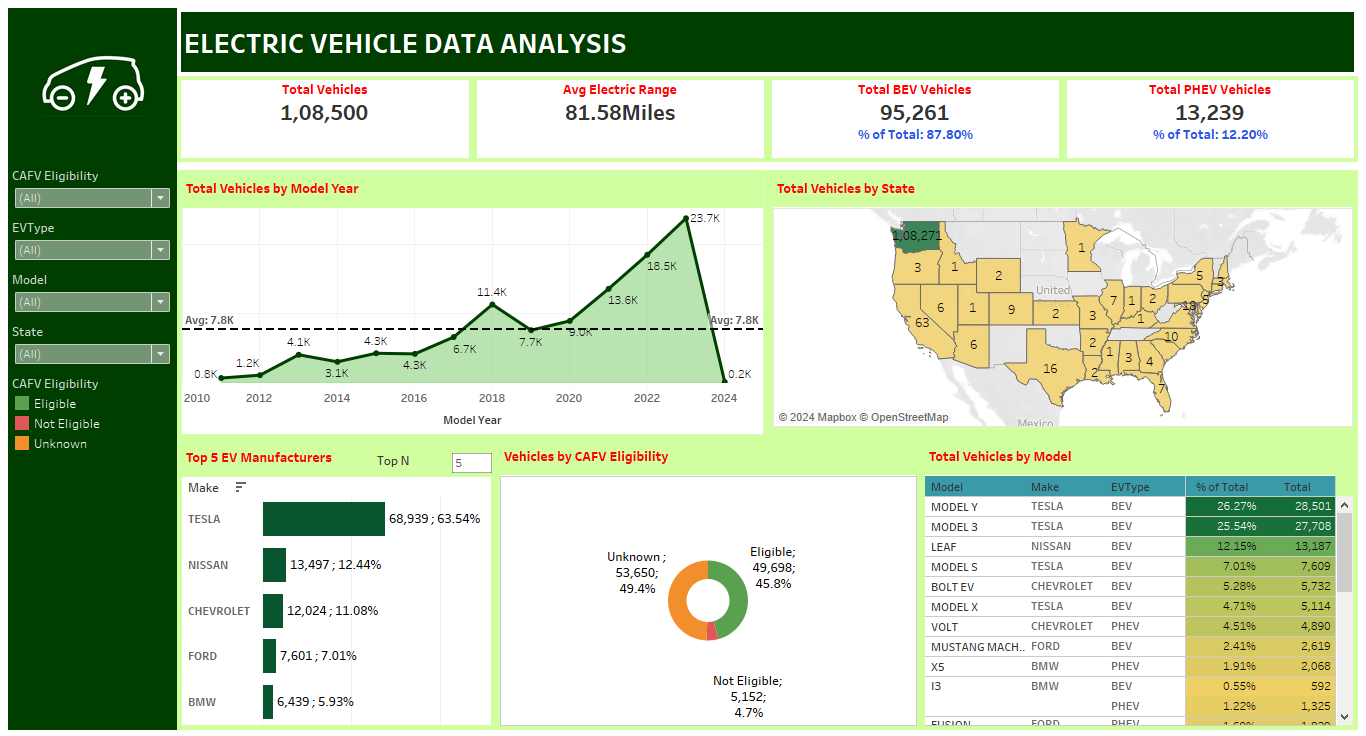 ELECTRIC VEHICLE DATA ANALYSIS
Total Vehicles
1,08,500
Avg Electric Range
81.58Miles
Total BEV Vehicles
95,261
% of Total: 87.80%
Total PHEV Vehicles
13,239
% of Total: 12.20%
CAFV Eligibility
(All)
EVType
(All)
Model
(All)
State
(All)
CAFV Eligibility
Eligible
Not Eligible
Unknown
Total Vehicles by Model Year
23.7K
18.5K
13.6K
11.4K
9.0K
7.7K
6.7K
4.3K
4.3K
4.1K
3.1K
1.2K
0.8K
0.2K
Avg: 7.8K
Avg: 7.8K
2010 2012 2014 2016 2018 2020 2022 2024
Model Year
Total Vehicles by State
1,08,271
3
1
2
1
63
6
1
9
2
3
7
1
2
5
3
5
18
1
10
6
16
2
2
1
3
4
7
United
Mexico
© 2024 Mapbox © OpenStreetMap
Top 5 EV Manufacturers
Top N
5
Make
TESLA 68,939 ; 63.54%
NISSAN 13,497 ; 12.44%
CHEVROLET 12,024 ; 11.08%
FORD 7,601 ; 7.01%
BMW 6,439 ; 5.93%
Vehicles by CAFV Eligibility
Unknown ;
53,650;
49.4%
Eligible;
49,698;
45.8%
Not Eligible;
5,152;
4.7%
Total Vehicles by Model
Model Make EVType % of Total Total
MODEL Y TESLA BEV 26.27% 28,501
MODEL 3 TESLA BEV 25.54% 27,708
LEAF NISSAN BEV 12.15% 13,187
MODEL S TESLA BEV 7.01% 7,609
BOLT EV CHEVROLET BEV 5.28% 5,732
MODEL X TESLA BEV 4.71% 5,114
VOLT CHEVROLET PHEV 4.51% 4,890
MUSTANG MACH.. FORD BEV 2.41% 2,619
X5 BMW PHEV 1.91% 2,068
I3 BMW BEV 0.55% 592
PHEV 1.22% 1,325
FUSION FORD PHEV